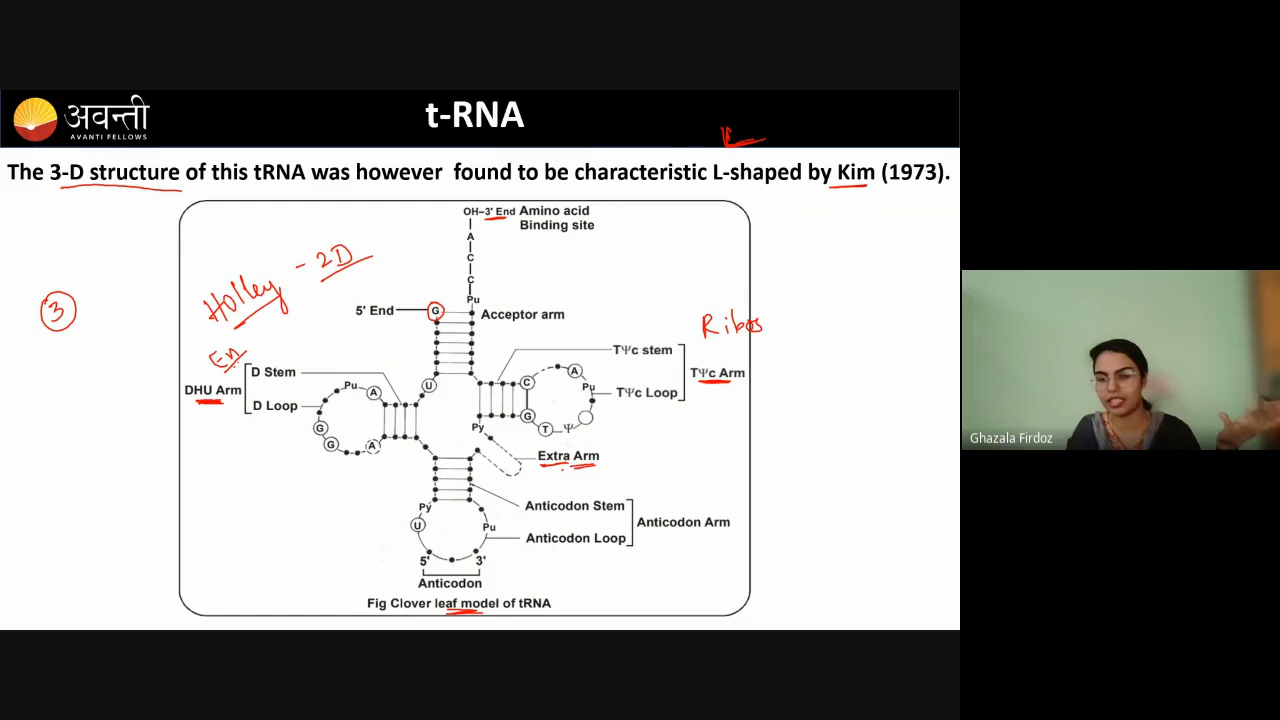 अवन्ती
AVANTI FELLOWS
t-RNA
The 3-D structure of this tRNA was however found to be characteristic L-shaped by Kim (1973).
OH–3' End Amino acid
Binding site
A
C
C
Pu
Holley - 2D
3
5' End
G
Acceptor arm
Ribos
En
TΨc stem
D Stem
TΨc Arm
DHU Arm
Pu
A
U
C
A
Pu
TΨc Loop
D Loop
G
G
A
G
T
Ψ
Py
Extra Arm
Py
Anticodon Stem
U
Pu
Anticodon Arm
Anticodon Loop
5'
3'
Anticodon
Fig Clover leaf model of tRNA
Ghazala Firdoz